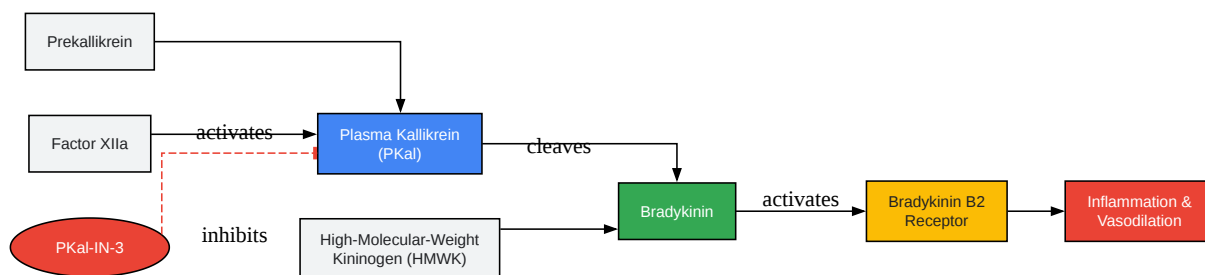 Prekallikrein
Factor XIIa
activates
Plasma Kallikrein
(PKal)
cleaves
PKal-IN-3
inhibits
High-Molecular-Weight
Kininogen (HMWK)
Bradykinin
activates
Bradykinin B2
Receptor
Inflammation &
Vasodilation